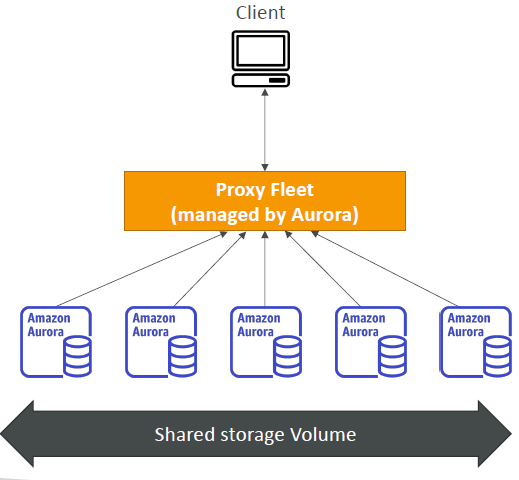 Client
Proxy Fleet
(managed by Aurora)
Amazon
Aurora
Amazon
Aurora
Amazon
Aurora
Amazon
Aurora
Amazon
Aurora
Shared storage Volume